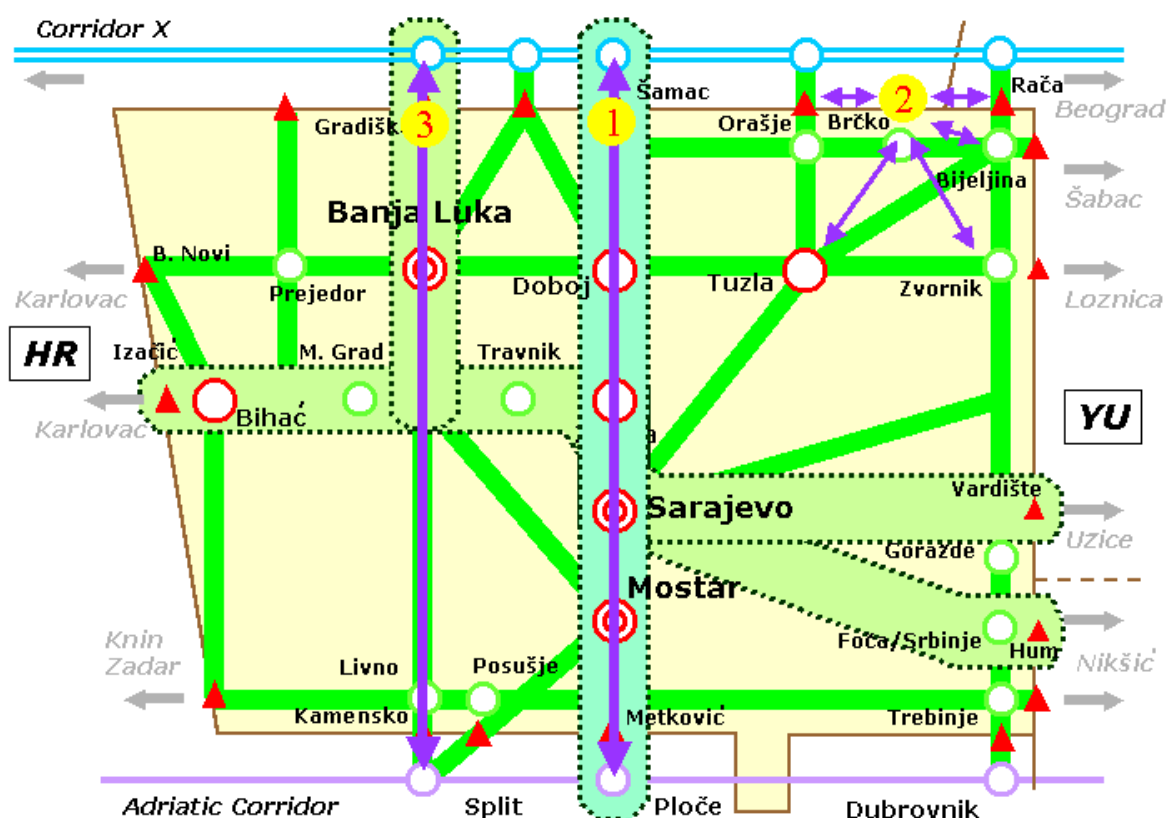 Corridor X
Šamac
Rača
Beograd
Gradišk
3
1
2
Orašje
Brčko
Bijeljina
Šabac
Banja Luka
B. Novi
Karlovac
Prejedor
Doboj
Tuzla
Zvornik
Loznica
HR
Izačić
M. Grad
Travnik
Karlovac
Bihać
a
YU
Sarajevo
Vardište
Uzice
Goražde
Mostar
Knin
Zadar
Livno
Posušje
Foča/Srbinje
Hum
Nikšić
Kamensko
Metković
Trebinje
Adriatic Corridor
Split
Ploče
Dubrovnik